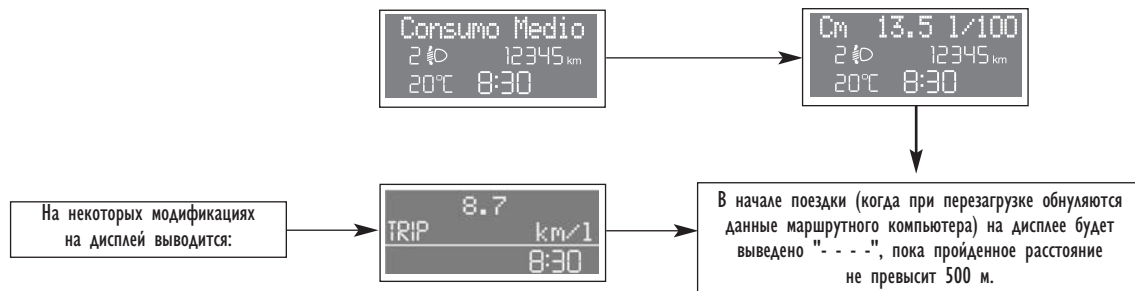 Consumo Medio
2 12345 km
20°C 8:30
Cm 13.5 l/100
2 12345 km
20°C 8:30
На некоторых модификациях
на дисплей выводится:
8.7
TRIP km/l
8:30
В начале поездки (когда при перезагрузке обнуляются
данные маршрутного компьютера) на дисплее будет
выведено "- - - -", пока пройденное расстояние
не превысит 500 м.